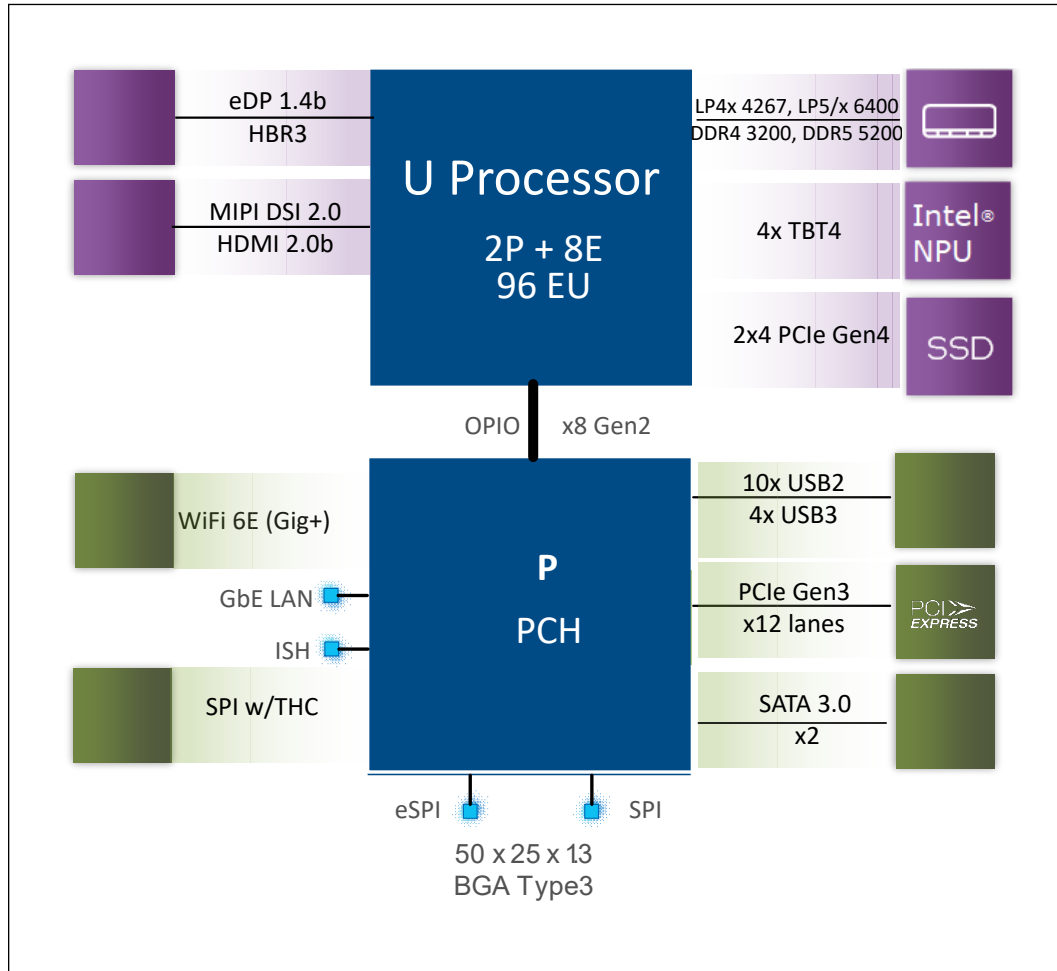 eDP 1.4b
HBR3
MIPI DSI 2.0
HDMI 2.0b
U Processor
2P + 8E
96 EU
LP4x 4267, LP5/x 6400
DDR4 3200, DDR5 5200
4x TBT4
Intel®
NPU
2x4 PCIe Gen4
SSD
OPIO
x8 Gen2
WiFi 6E (Gig+)
GbE LAN
ISH
SPI w/THC
P
PCH
10x USB2
4x USB3
PCIe Gen3
x12 lanes
PCI
EXPRESS
SATA 3.0
x2
eSPI
SPI
50 x 25 x 1.3
BGA Type3